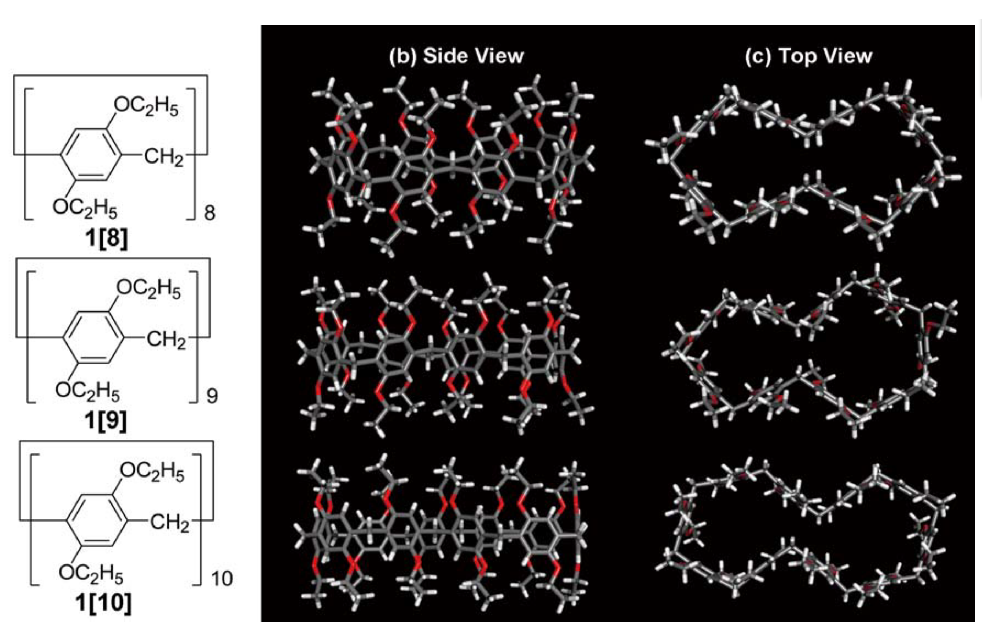 (b) Side View
(c) Top View
OC₂H₅
CH₂
OC₂H₅
8
1[8]
OC₂H₅
CH₂
OC₂H₅
9
1[9]
OC₂H₅
CH₂
OC₂H₅
10
1[10]